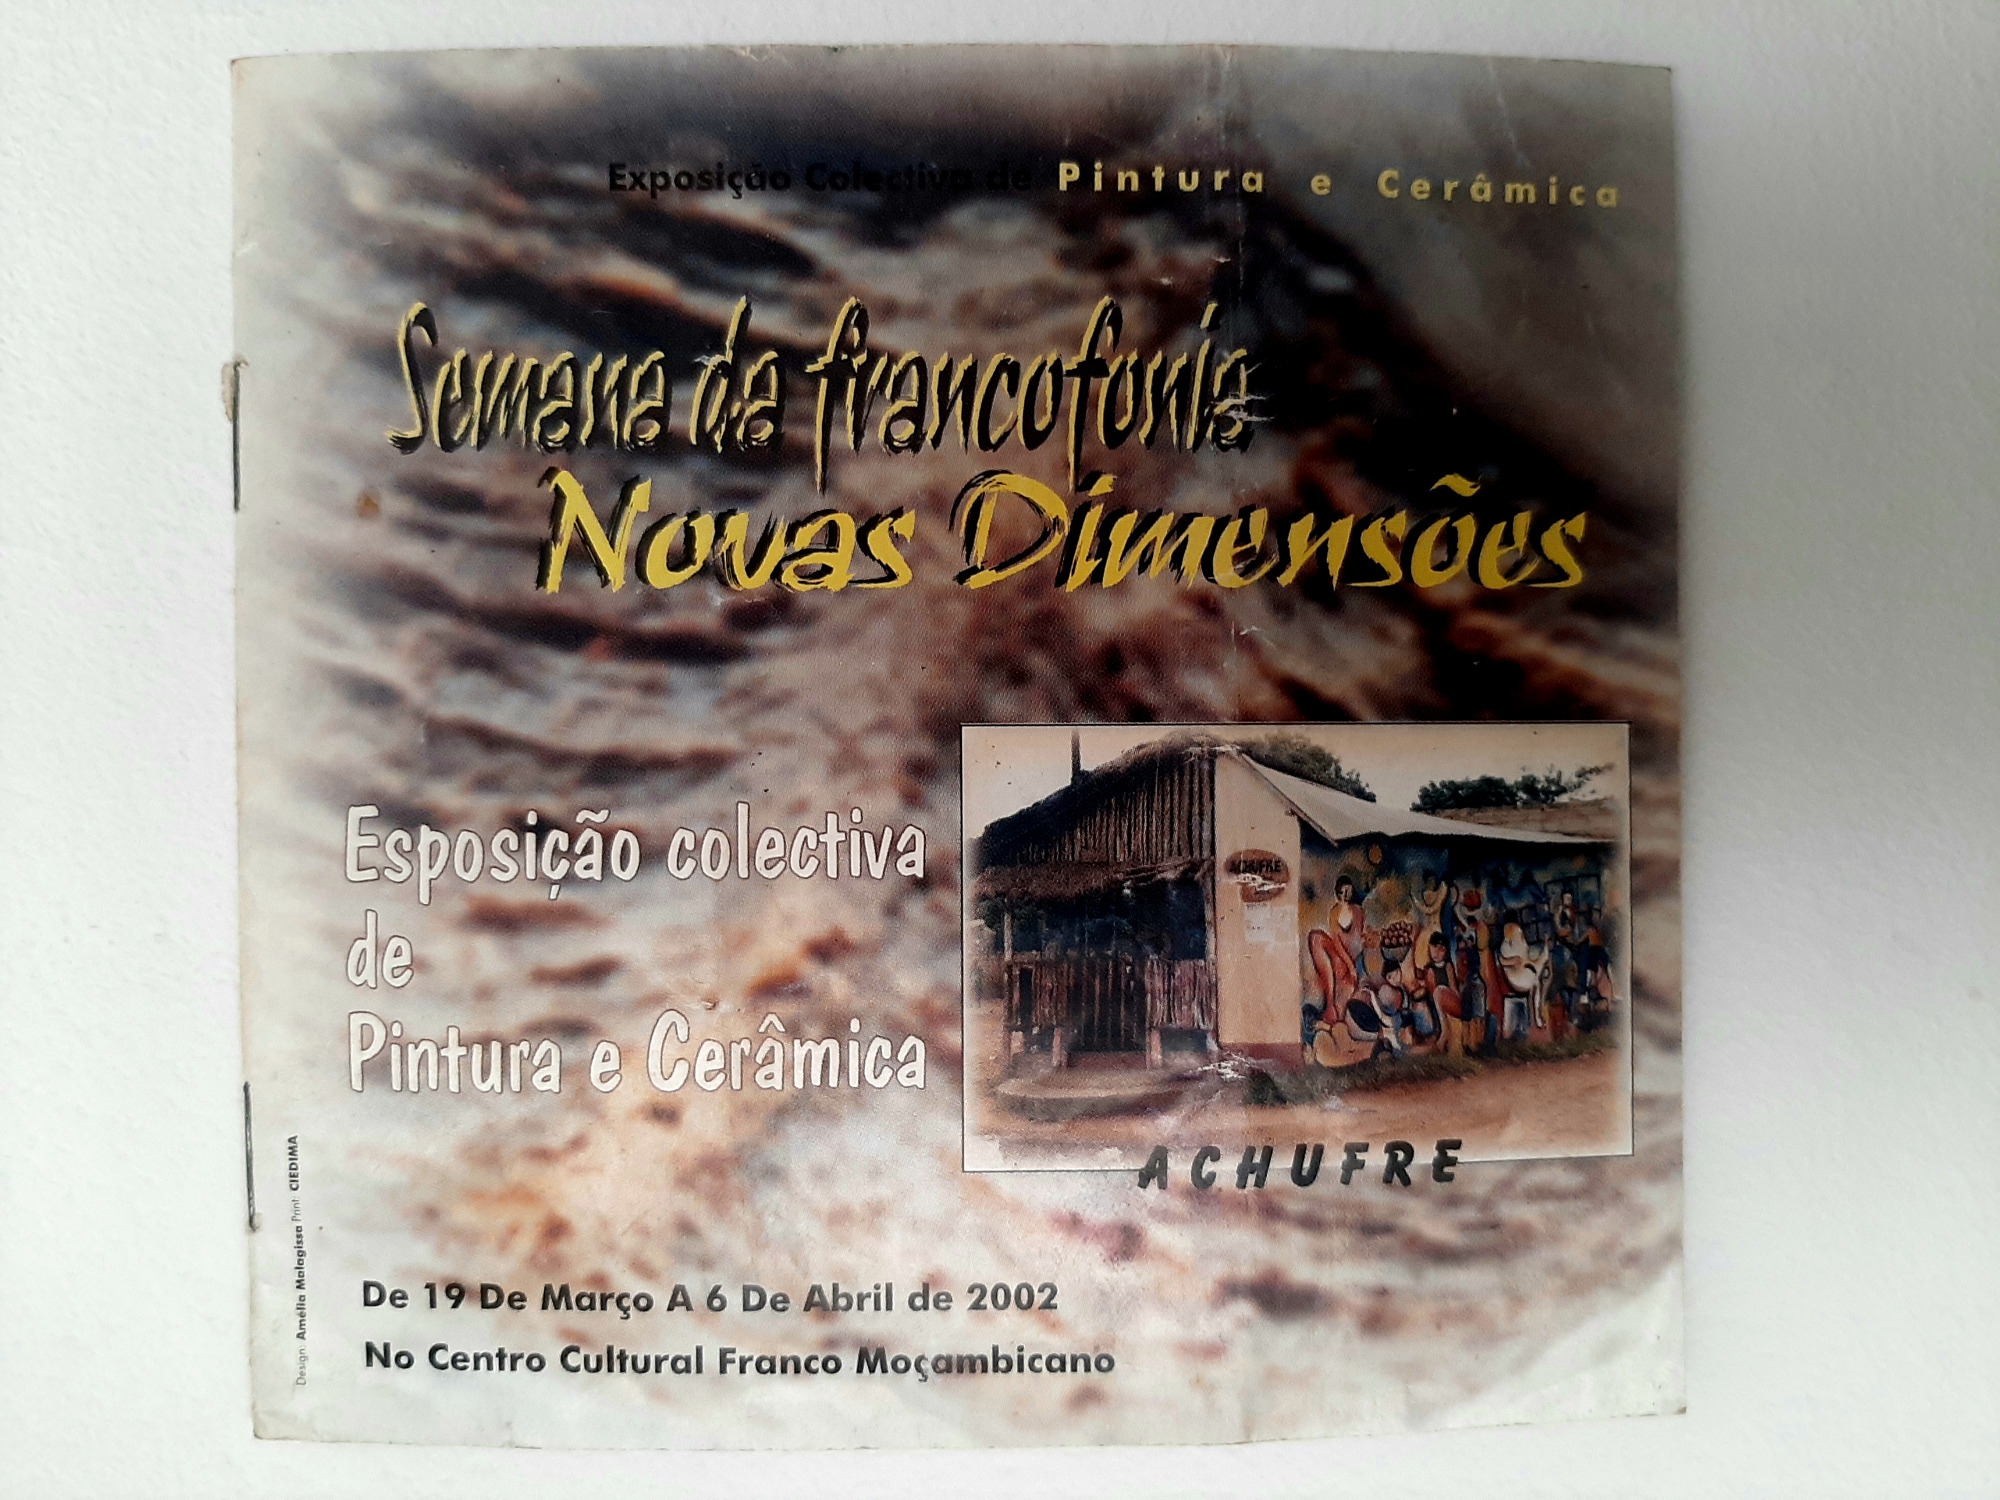 Exposição Colectiva de Pintura e Cerâmica
Semana da francofonia
Novas Dimensões
Esposição colectiva
de
Pintura e Cerâmica
ACHUFRE
ACHUFRE
De 19 De Março A 6 De Abril de 2002
No Centro Cultural Franco Moçambicano
Design: Amélia Malagissa Print: CIEDIMA